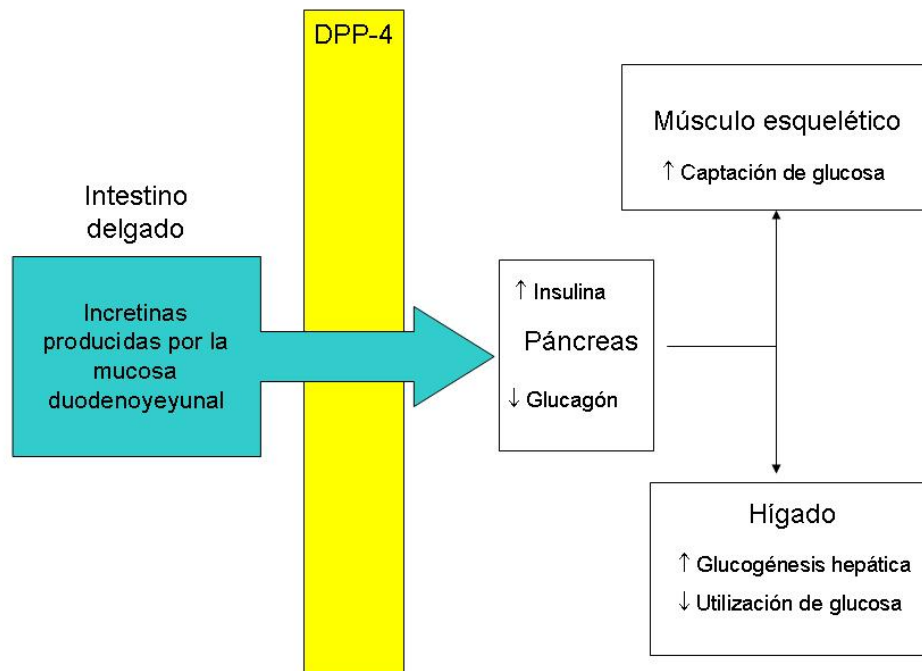 DPP-4
Intestino
delgado
Incretinas
producidas por la
mucosa
duodenoyeyunal
↑ Insulina
Páncreas
↓ Glucagón
Músculo esquelético
↑ Captación de glucosa
Hígado
↑ Glucogénesis hepática
↓ Utilización de glucosa